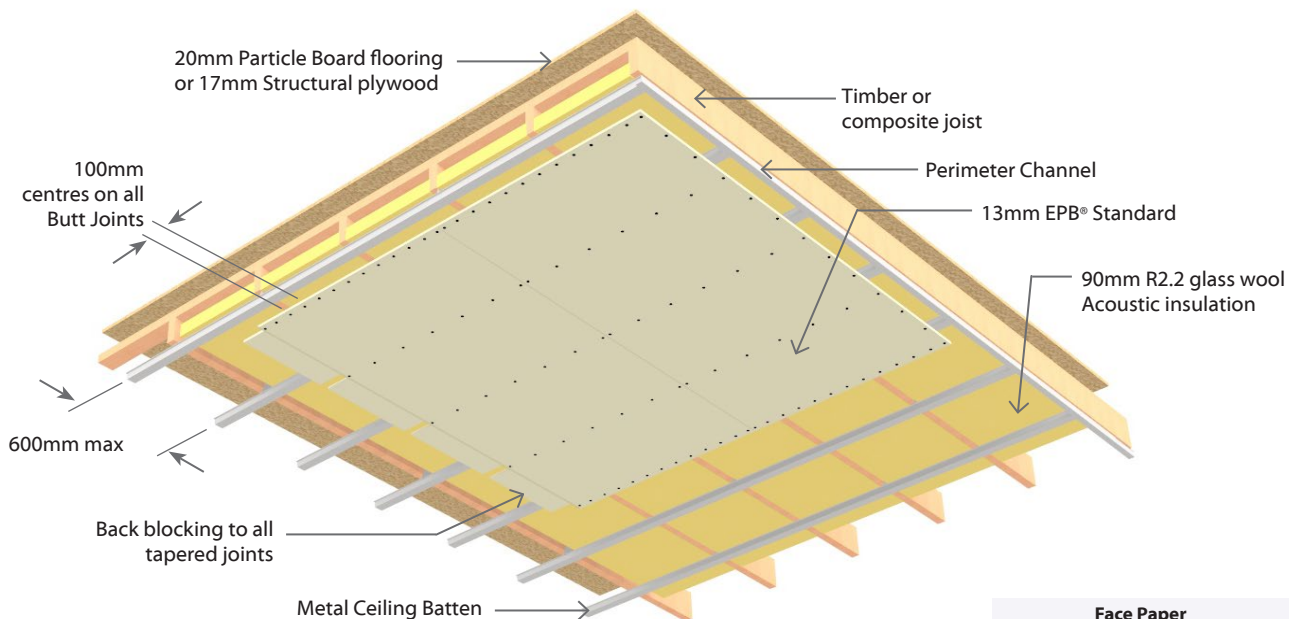 20mm Particle Board flooring
or 17mm Structural plywood
Timber or
composite joist
Perimeter Channel
100mm
centres on all
Butt Joints
13mm EPB® Standard
90mm R2.2 glass wool
Acoustic insulation
600mm max
Back blocking to all
tapered joints
Metal Ceiling Batten
Face Paper